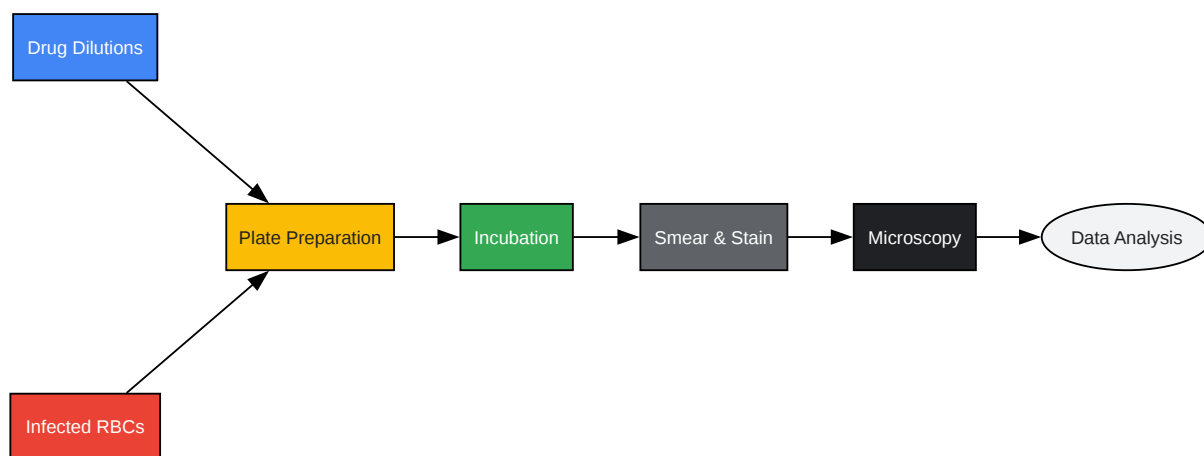 Drug Dilutions
Infected RBCs
Plate Preparation
Incubation
Smear & Stain
Microscopy
Data Analysis